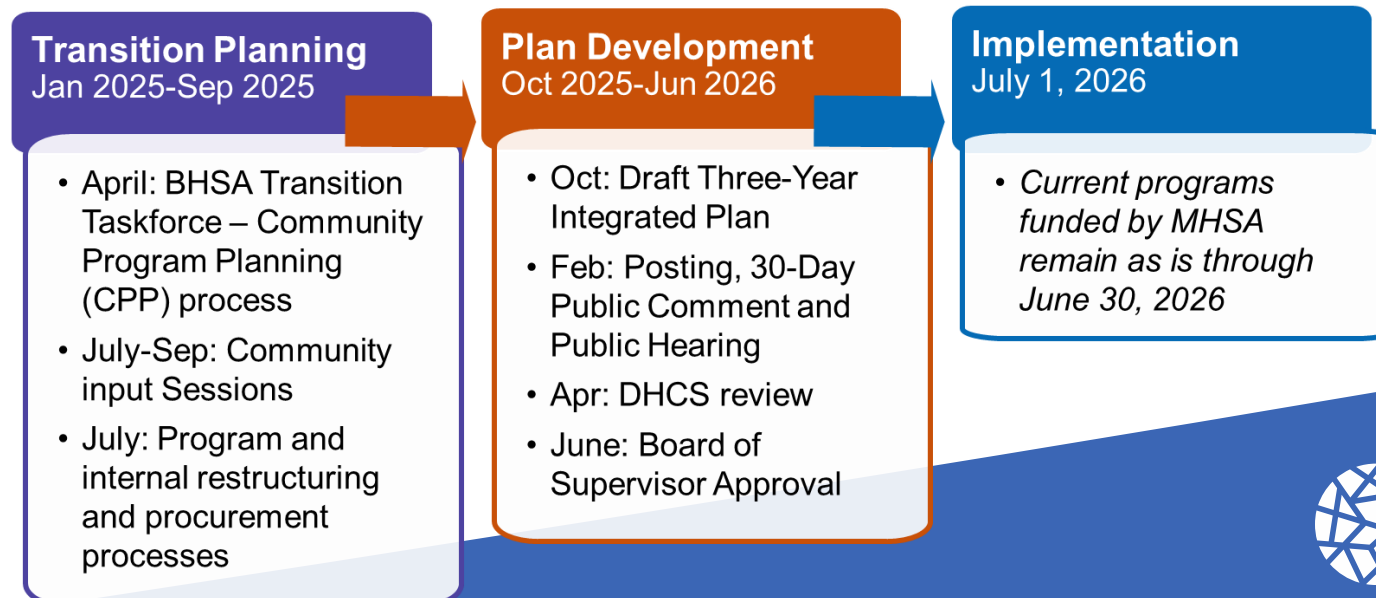 Transition Planning
Jan 2025-Sep 2025
• April: BHSA Transition
Taskforce – Community
Program Planning
(CPP) process
• July-Sep: Community
input Sessions
• July: Program and
internal restructuring
and procurement
processes
Plan Development
Oct 2025-Jun 2026
• Oct: Draft Three-Year
Integrated Plan
• Feb: Posting, 30-Day
Public Comment and
Public Hearing
• Apr: DHCS review
• June: Board of
Supervisor Approval
Implementation
July 1, 2026
• Current programs
funded by MHSA
remain as is through
June 30, 2026